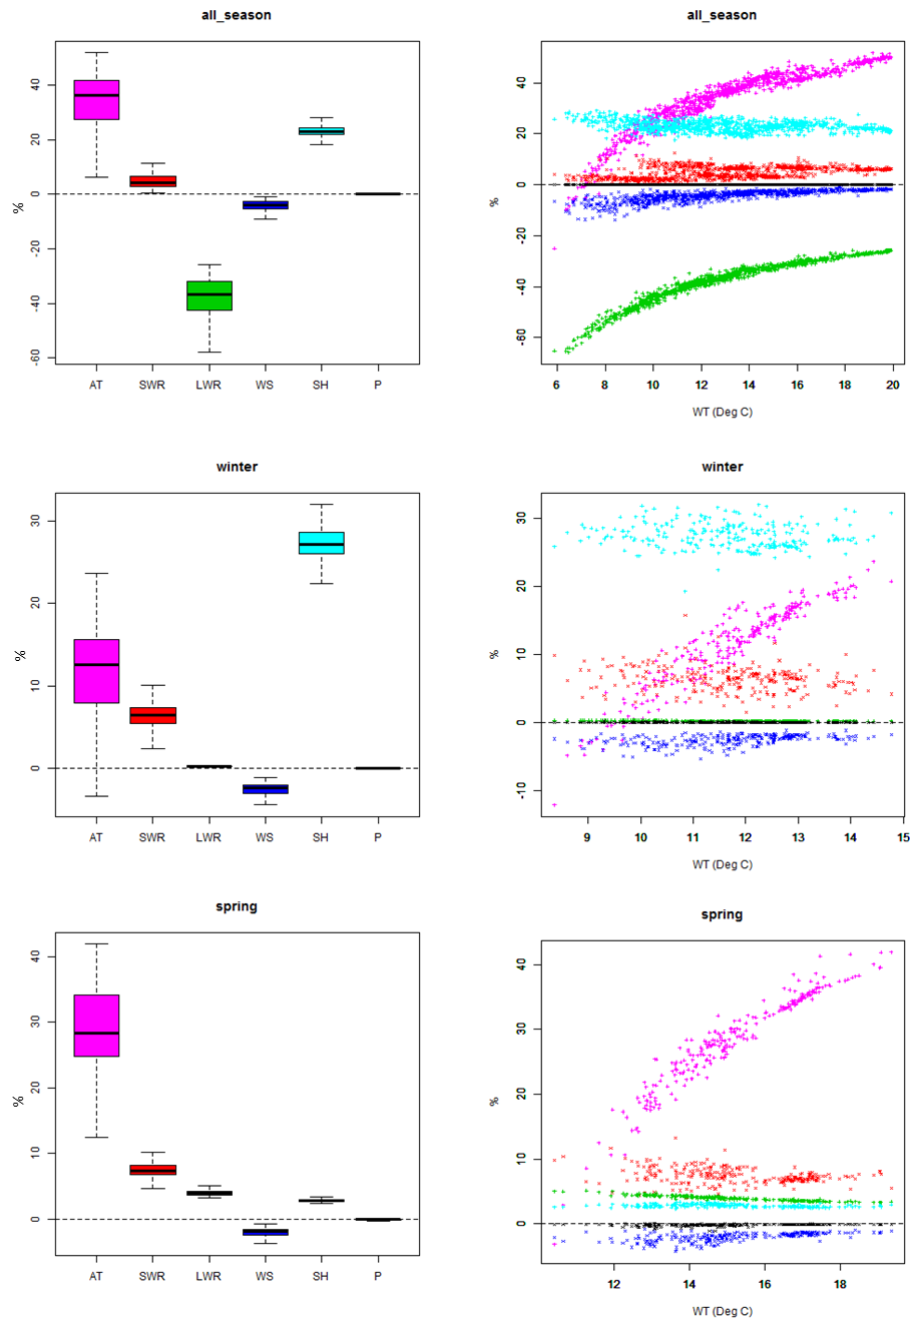 all_season
all_season
%
40
20
0
-20
-40
-60
AT SWR LWR WS SH P
%
40
20
0
-20
-40
-60
6 8 10 12 14 16 18 20
WT (Deg C)
winter
winter
%
30
20
10
0
AT SWR LWR WS SH P
%
30
20
10
0
-10
9 10 11 12 13 14 15
WT (Deg C)
spring
spring
%
40
30
20
10
0
AT SWR LWR WS SH P
%
40
30
20
10
0
12 14 16 18
WT (Deg C)